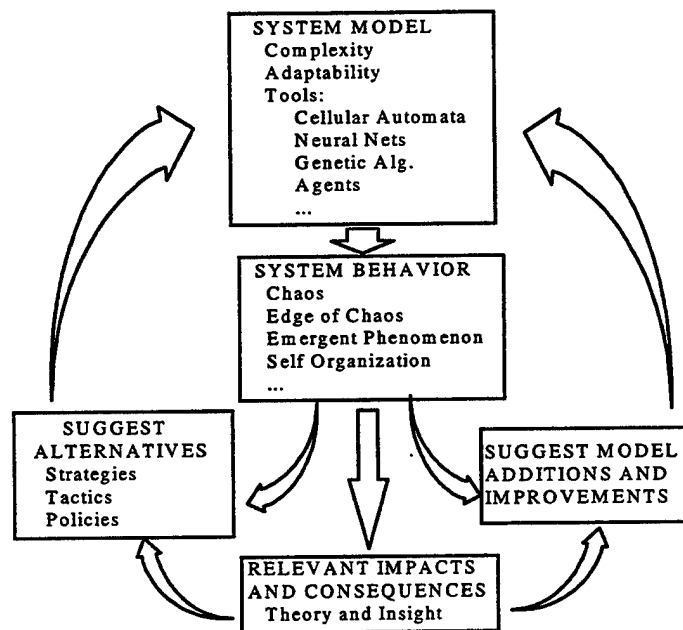 SYSTEM MODEL
Complexity
Adaptability
Tools:
Cellular Automata
Neural Nets
Genetic Alg.
Agents
...
SYSTEM BEHAVIOR
Chaos
Edge of Chaos
Emergent Phenomenon
Self Organization
...
SUGGEST
ALTERNATIVES
Strategies
Tactics
Policies
SUGGEST MODEL
ADDITIONS AND
IMPROVEMENTS
RELEVANT IMPACTS
AND CONSEQUENCES
Theory and Insight